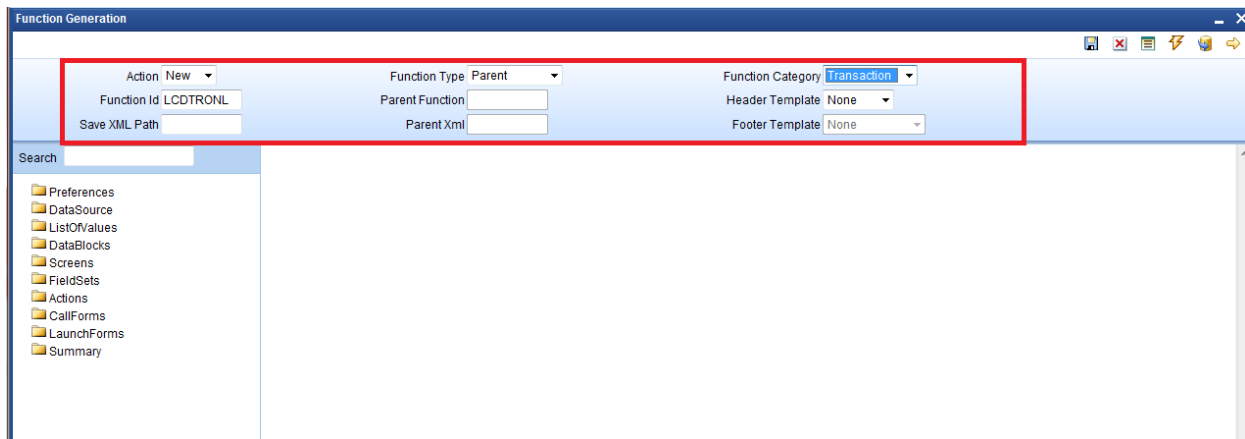 Function Generation
Action New Function Type Parent Function Category Transaction
Function Id LCDTRONL Parent Function Header Template None
Save XML Path Parent Xml Footer Template None
Search
Preferences
DataSource
ListOfValues
DataBlocks
Screens
FieldSets
Actions
CallForms
LaunchForms
Summary